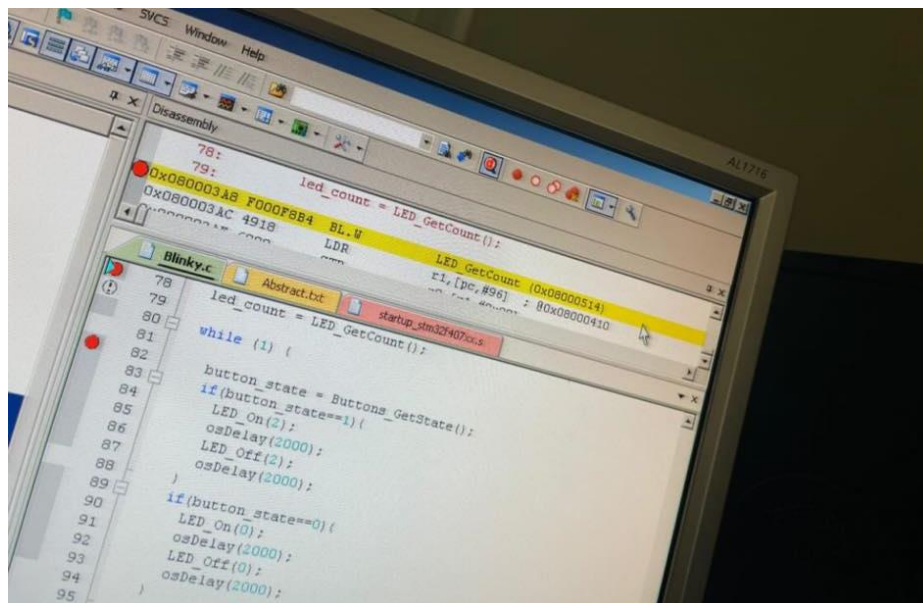 SVCS Window Help
AL1716
Disassembly
78:
79: led_count = LED_GetCount();
0x080003A8 F000F8B4 BL.W LED_GetCount (0x08000514)
0x080003AC 4918 LDR r1,[pc,#96] ; @0x08000410
Blinky.c Abstract.txt startup_stm32f407xx.s
78
79 led_count = LED_GetCount();
80
81 while (1) {
82
83 button_state = Buttons_GetState();
84 if(button_state==1){
85 LED_On(2);
86 osDelay(2000);
87 LED_Off(2);
88 osDelay(2000);
89 }
90 if(button_state==0){
91 LED_On(0);
92 osDelay(2000);
93 LED_Off(0);
94 osDelay(2000);
95 }